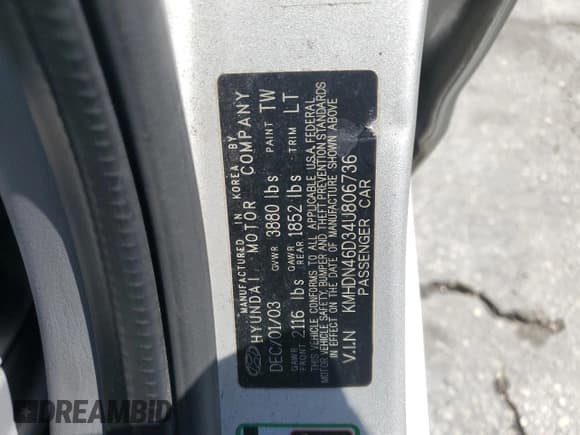 MANUFACTURED IN KOREA BY
HYUNDAI MOTOR COMPANY
DEC/01/03 GVWR 3880 lbs PAINT TW
GAWR FRONT 2116 lbs GAWR REAR 1852 lbs TRIM LT
THIS VEHICLE CONFORMS TO ALL APPLICABLE U.S.A. FEDERAL
MOTOR VEHICLE SAFETY, BUMPER AND THEFT PREVENTION STANDARDS
IN EFFECT ON THE DATE OF MANUFACTURE SHOWN ABOVE
V.I.N KMHDN46D34U806736
PASSENGER CAR
DREAMBID